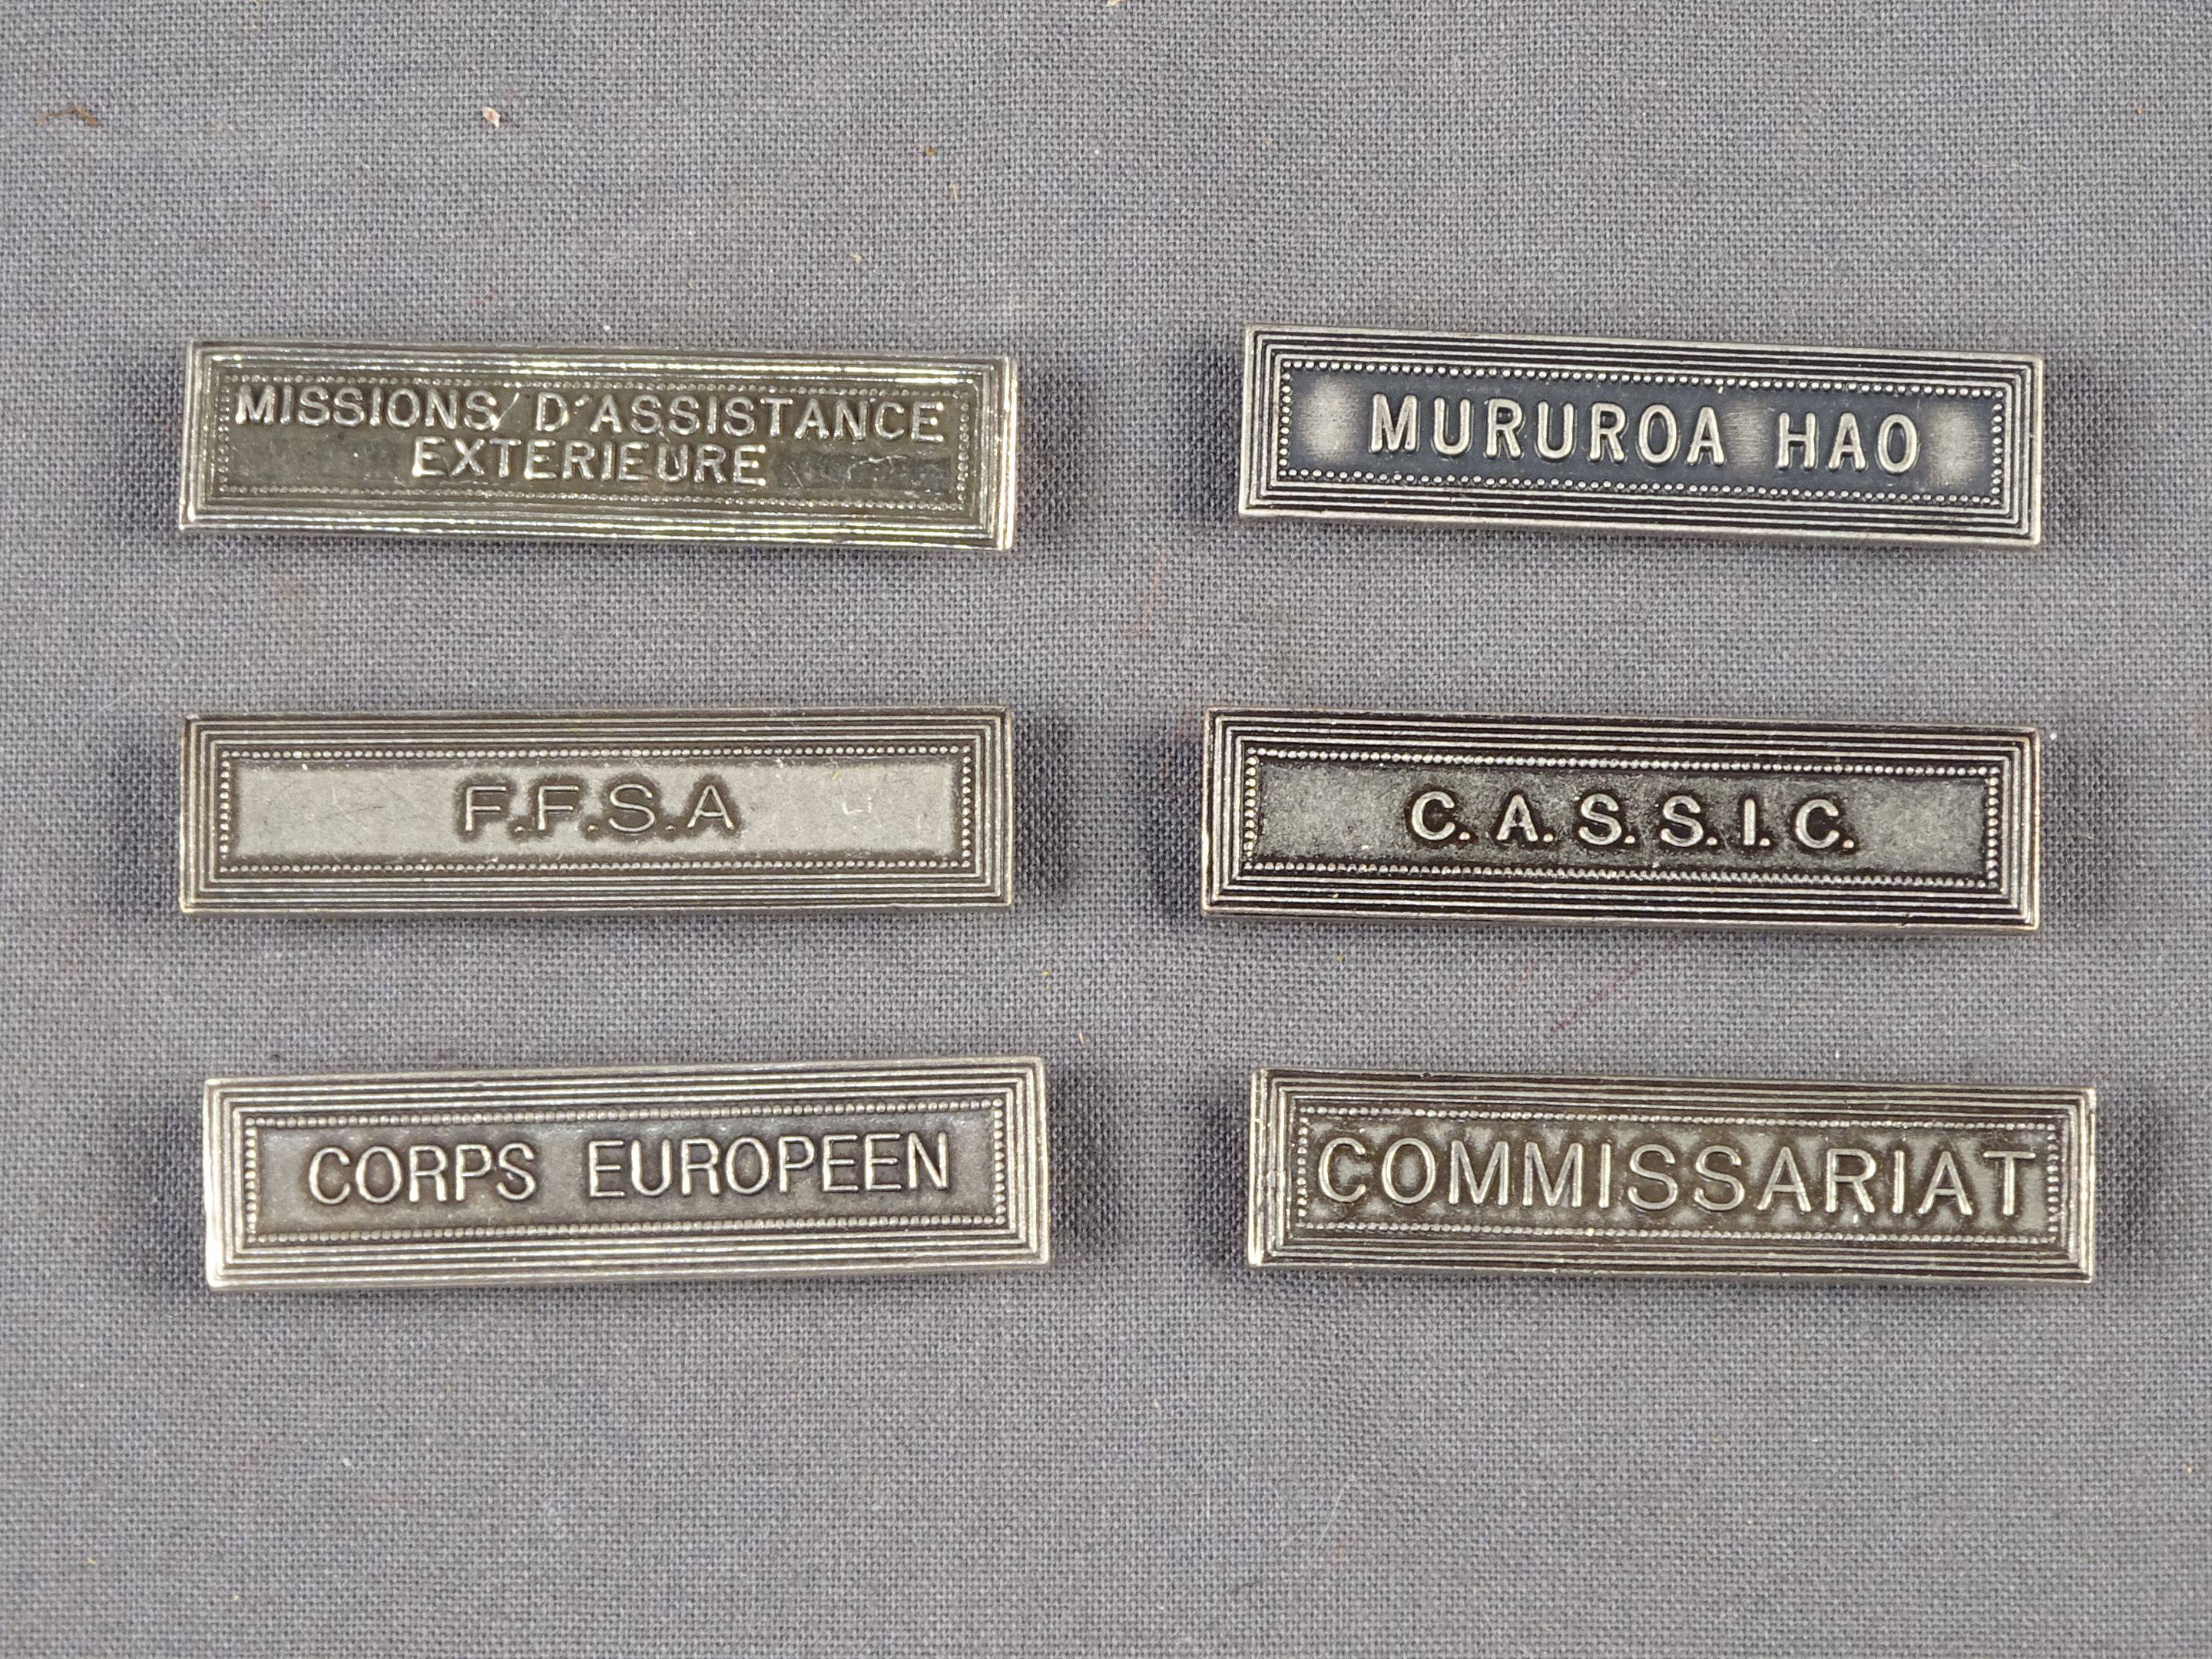 MISSIONS D'ASSISTANCE
EXTERIEURE
MURUROA HAO
F.F.S.A
C.A.S.S.I.C.
CORPS EUROPEEN
COMMISSARIAT